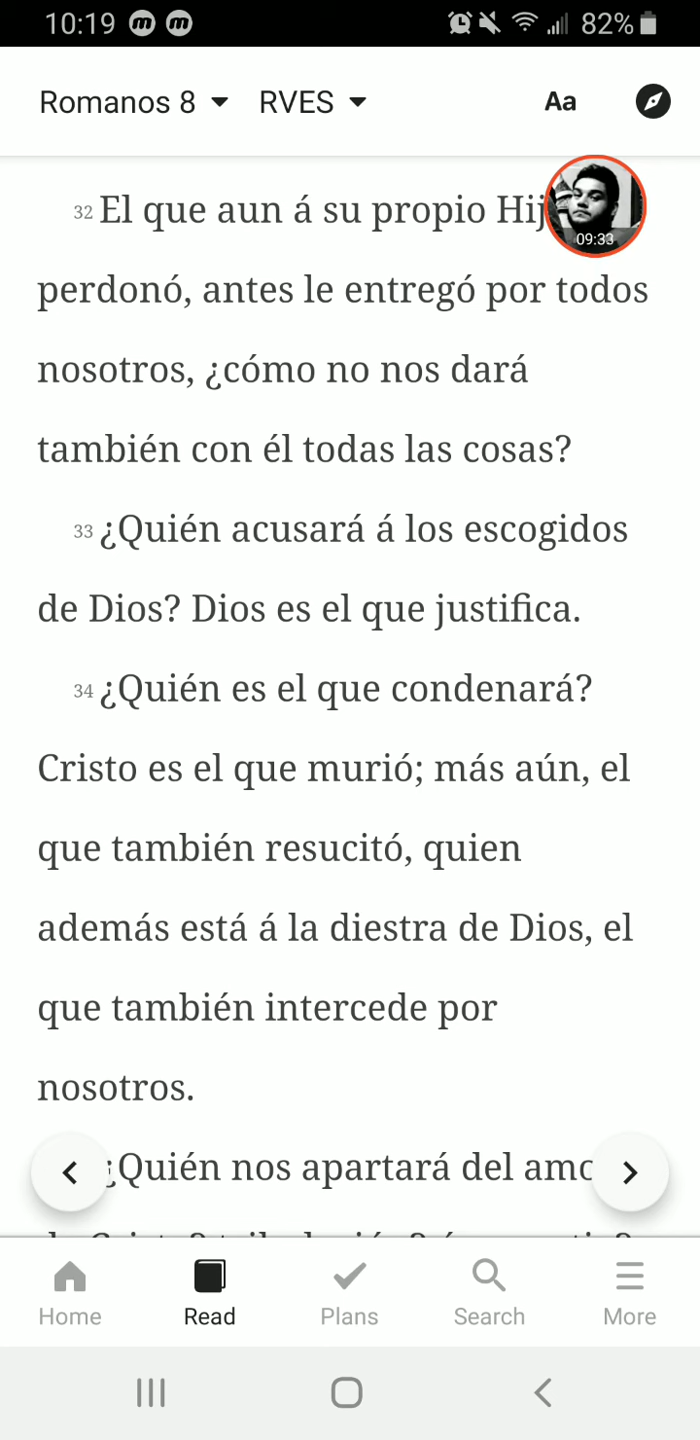 10:19 m m 82%
Romanos 8 RVES Aa
09:33
32 El que aun á su propio
perdonó, antes le entregó por todos
nosotros, ¿cómo no nos dará
también con él todas las cosas?
33 ¿Quién acusará á los escogidos
de Dios? Dios es el que justifica.
34 ¿Quién es el que condenará?
Cristo es el que murió; más aún, el
que también resucitó, quien
además está á la diestra de Dios, el
que también intercede por
nosotros.
¿Quién nos apartará del
Home Read Plans Search More